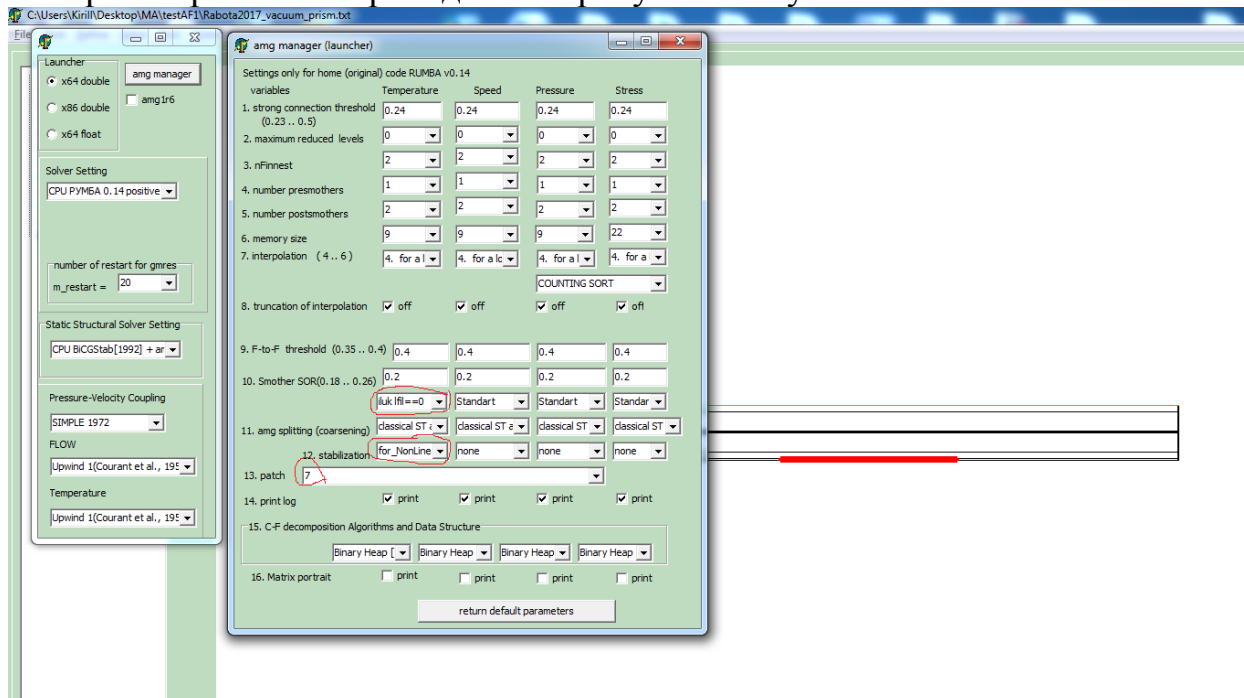 C:\Users\Kirill\Desktop\MA\testAF1\Rabota2017_vacuum_prism.txt
Launcher
x64 double
amg manager
x86 double
amg1r6
x64 float
Solver Setting
CPU РУМБА 0.14 positive
number of restart for gmres
m_restart =
20
Static Structural Solver Setting
CPU BiCGStab[1992] + ar
Pressure-Velocity Coupling
SIMPLE 1972
FLOW
Upwind 1(Courant et al., 195
Temperature
Upwind 1(Courant et al., 195
amg manager (launcher)
Settings only for home (original) code RUMBA v0.14
variables Temperature Speed Pressure Stress
1. strong connection threshold 0.24 0.24 0.24 0.24
(0.23 .. 0.5)
2. maximum reduced levels 0 0 0 0
3. nFinnest 2 2 2 2
4. number presmothers 1 1 1 1
5. number postsmothers 2 2 2 2
6. memory size 9 9 9 22
7. interpolation ( 4 .. 6 ) 4. for a l 4. for a lc 4. for a l 4. for a
COUNTING SORT
8. truncation of interpolation off off off off
9. F-to-F threshold (0.35 .. 0.4) 0.4 0.4 0.4 0.4
10. Smother SOR(0.18 .. 0.26) 0.2 0.2 0.2 0.2
iluk lfil==0 Standart Standart Standar
11. amg splitting (coarsening) classical ST a classical ST a classical ST classical ST
12. stabilization for_NonLine none none none
13. patch 7
14. print log print print print print
15. C-F decomposition Algorithms and Data Structure
Binary Heap [ Binary Heap Binary Heap Binary Heap
16. Matrix portrait print print print print
return default parameters